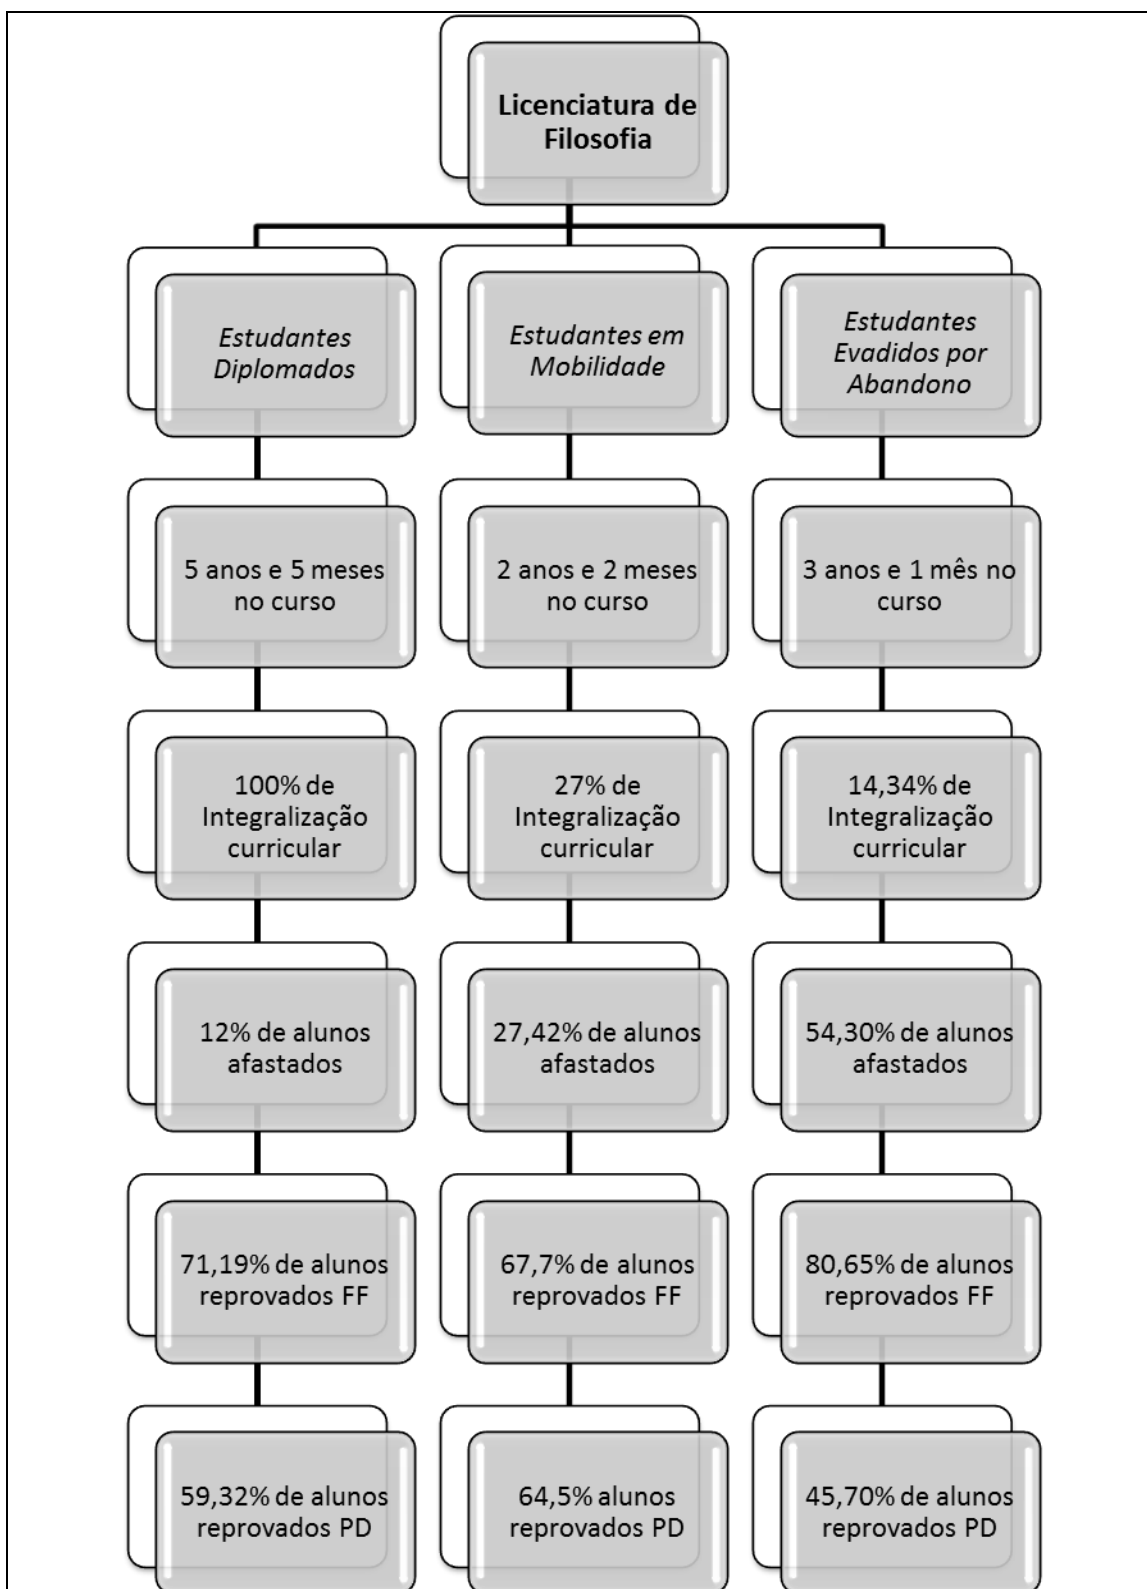 Licenciatura de
Filosofia
Estudantes
Diplomados
Estudantes em
Mobilidade
Estudantes
Evadidos por
Abandono
5 anos e 5 meses
no curso
2 anos e 2 meses
no curso
3 anos e 1 mês no
curso
100% de
Integralização
curricular
27% de
Integralização
curricular
14,34% de
Integralização
curricular
12% de alunos
afastados
27,42% de alunos
afastados
54,30% de alunos
afastados
71,19% de alunos
reprovados FF
67,7% de alunos
reprovados FF
80,65% de alunos
reprovados FF
59,32% de alunos
reprovados PD
64,5% alunos
reprovados PD
45,70% de alunos
reprovados PD